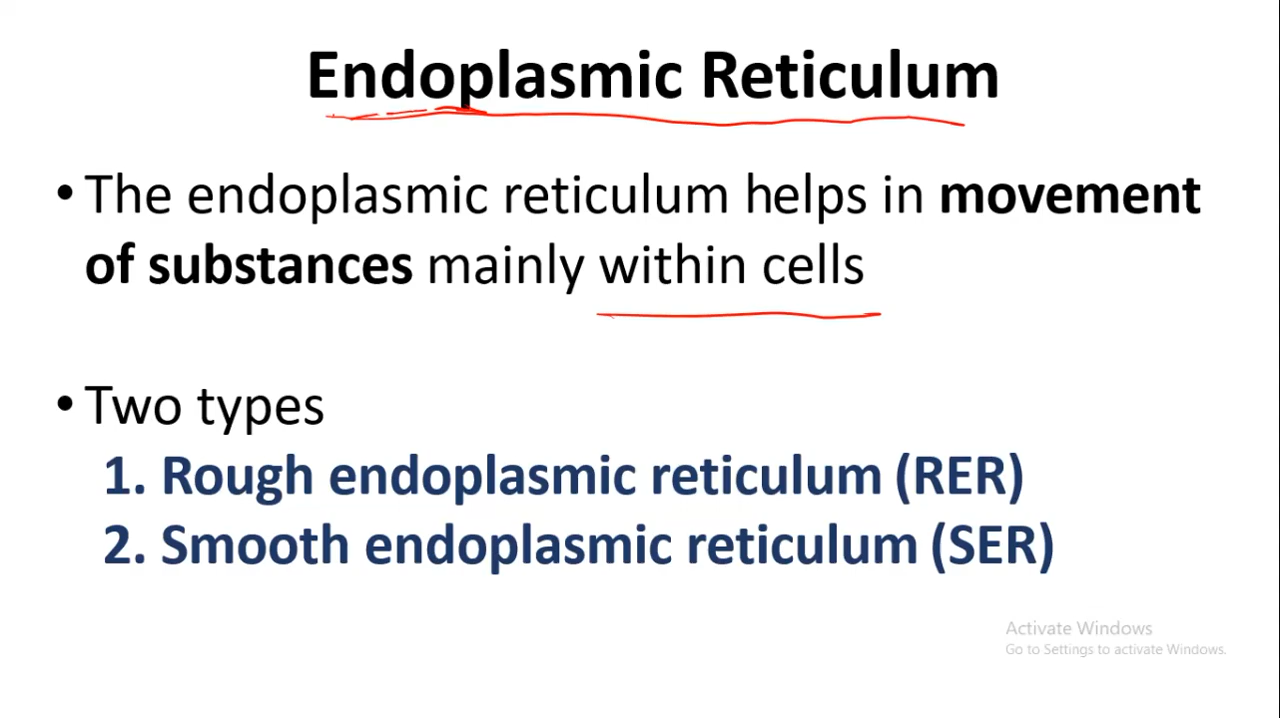 Endoplasmic Reticulum
• The endoplasmic reticulum helps in movement
of substances mainly within cells
• Two types
1. Rough endoplasmic reticulum (RER)
2. Smooth endoplasmic reticulum (SER)
Activate Windows
Go to Settings to activate Windows.